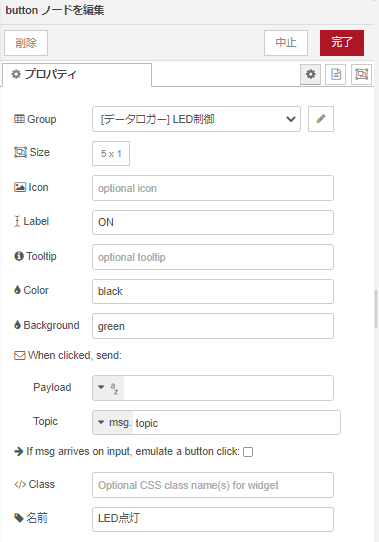 button ノードを編集
削除
中止
完了
プロパティ
Group
[データロガー] LED制御
Size
5 x 1
Icon
optional icon
Label
ON
Tooltip
optional tooltip
Color
black
Background
green
When clicked, send:
Payload
a
z
Topic
msg. topic
If msg arrives on input, emulate a button click:
Class
Optional CSS class name(s) for widget
名前
LED点灯